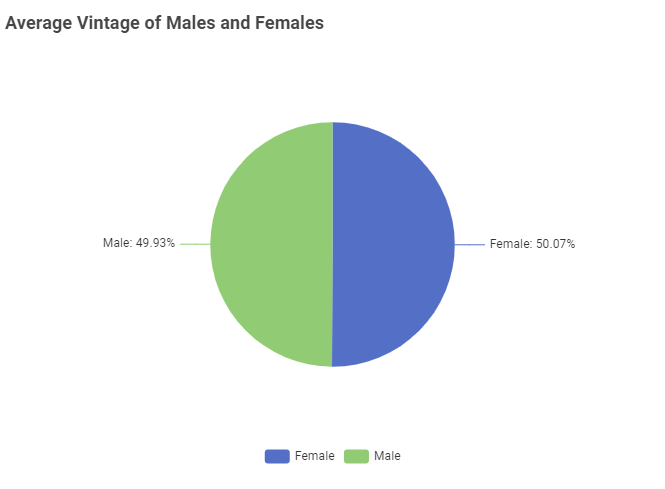 Average Vintage of Males and Females
Male: 49.93%
Female: 50.07%
Female
Male